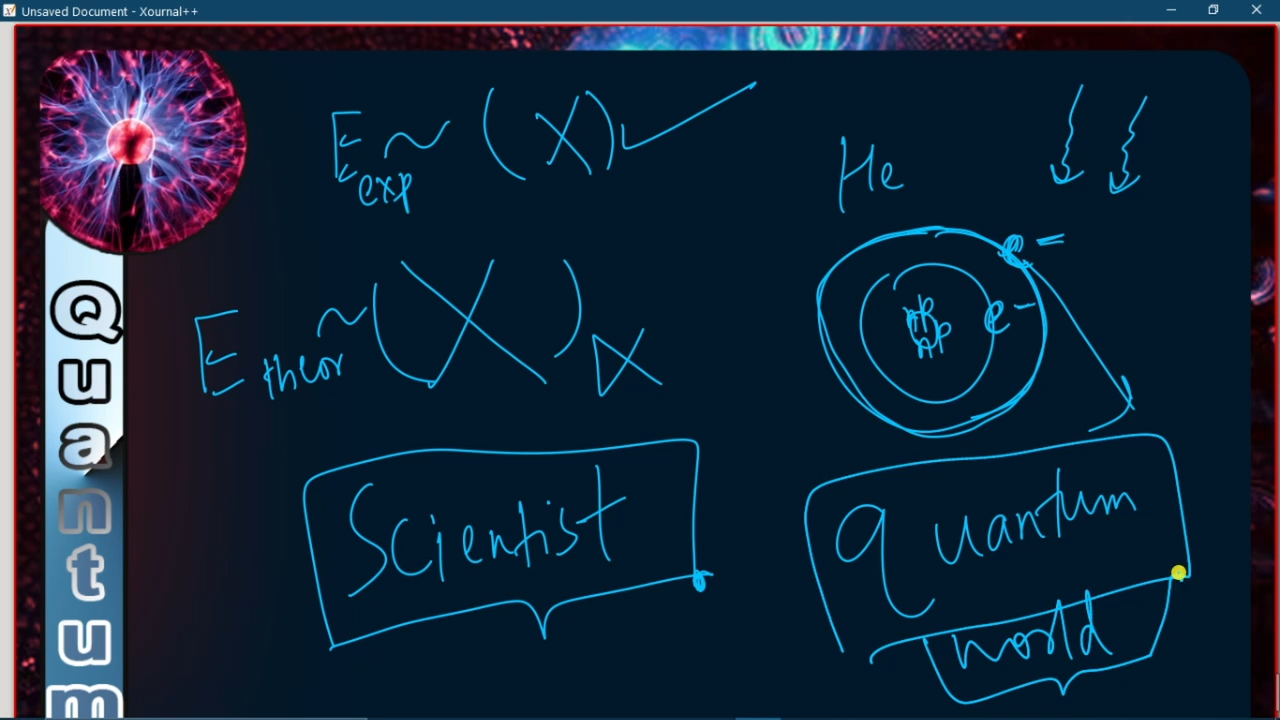 Unsaved Document - Xournal++
E exp ~ (X) ✓
He
e-
E theor ~ (X)
e-
n p
n p
Scientist
quantum
world
Quantum